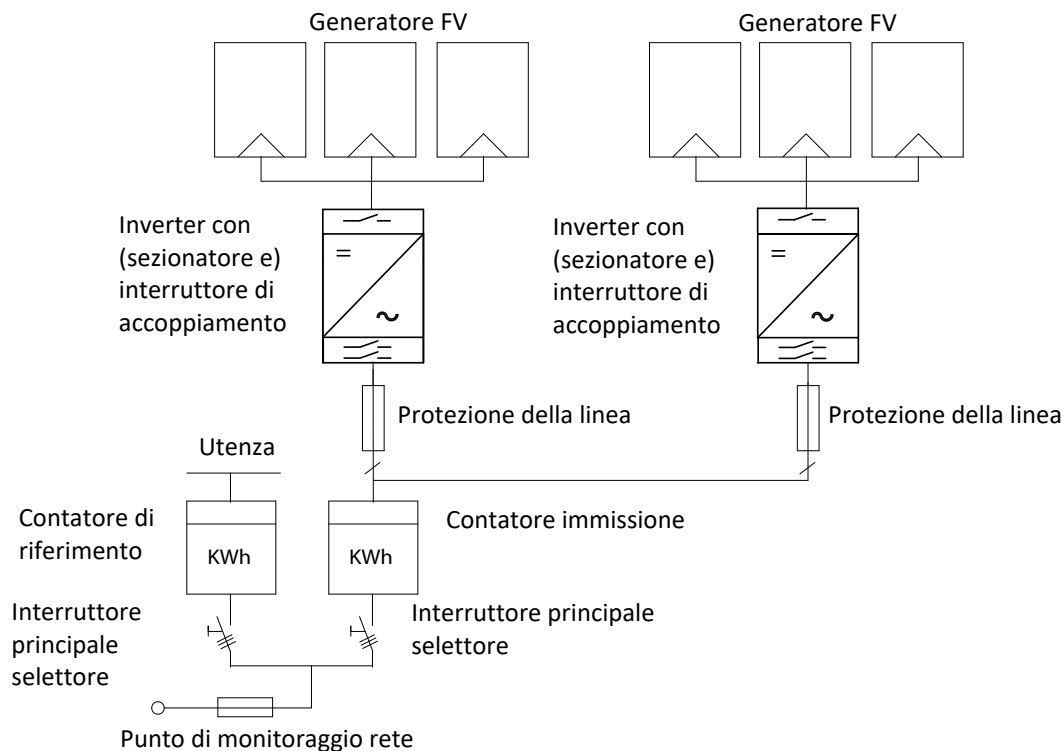 Generatore FV
Generatore FV
Inverter con
(sezionatore e)
interruttore di
accoppiamento
=
~
Inverter con
(sezionatore e)
interruttore di
accoppiamento
=
~
Protezione della linea
Protezione della linea
Utenza
Contatore di
riferimento
KWh
KWh
Contatore immissione
Interruttore
principale
selettore
Interruttore principale
selettore
Punto di monitoraggio rete